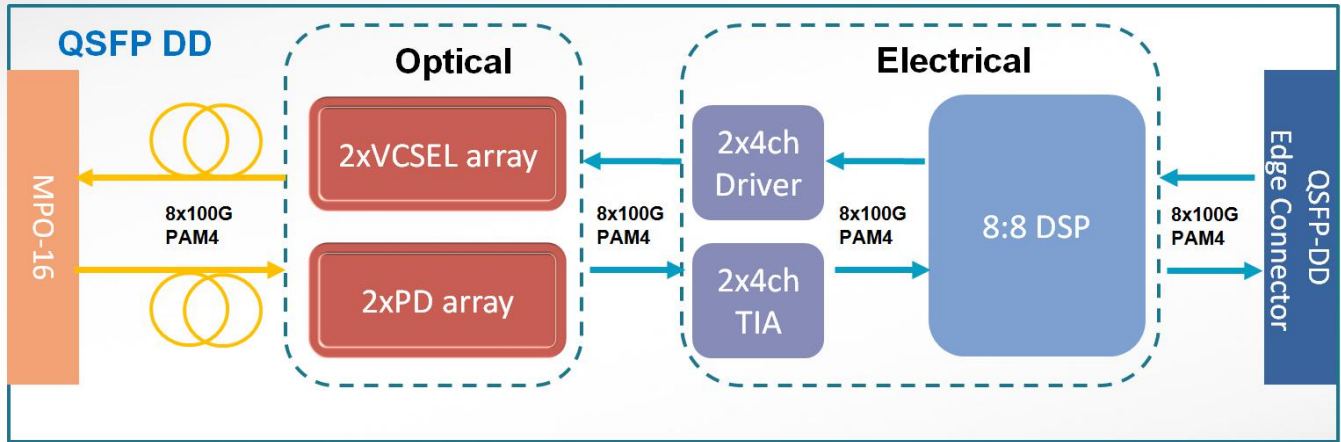 QSFP DD
Optical
Electrical
MPO-16
8x100G
PAM4
2xVCSEL array
2xPD array
8x100G
PAM4
2x4ch
Driver
2x4ch
TIA
8x100G
PAM4
8:8 DSP
8x100G
PAM4
QSFP-DD
Edge Connector